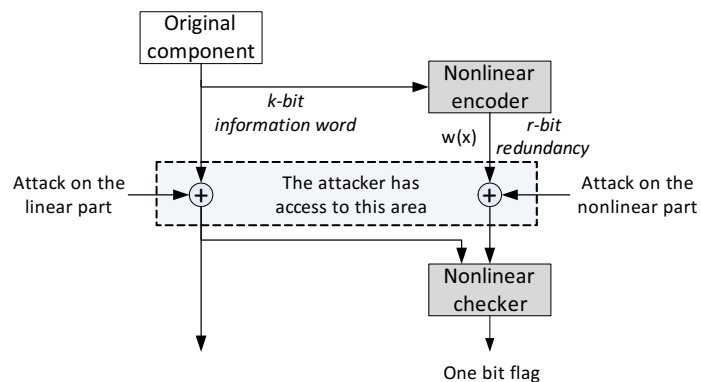 Original
component
Nonlinear
encoder
k-bit
information word
w(x)
r-bit
redundancy
Attack on the
linear part
+
The attacker has
access to this area
+
Attack on the
nonlinear part
Nonlinear
checker
One bit flag